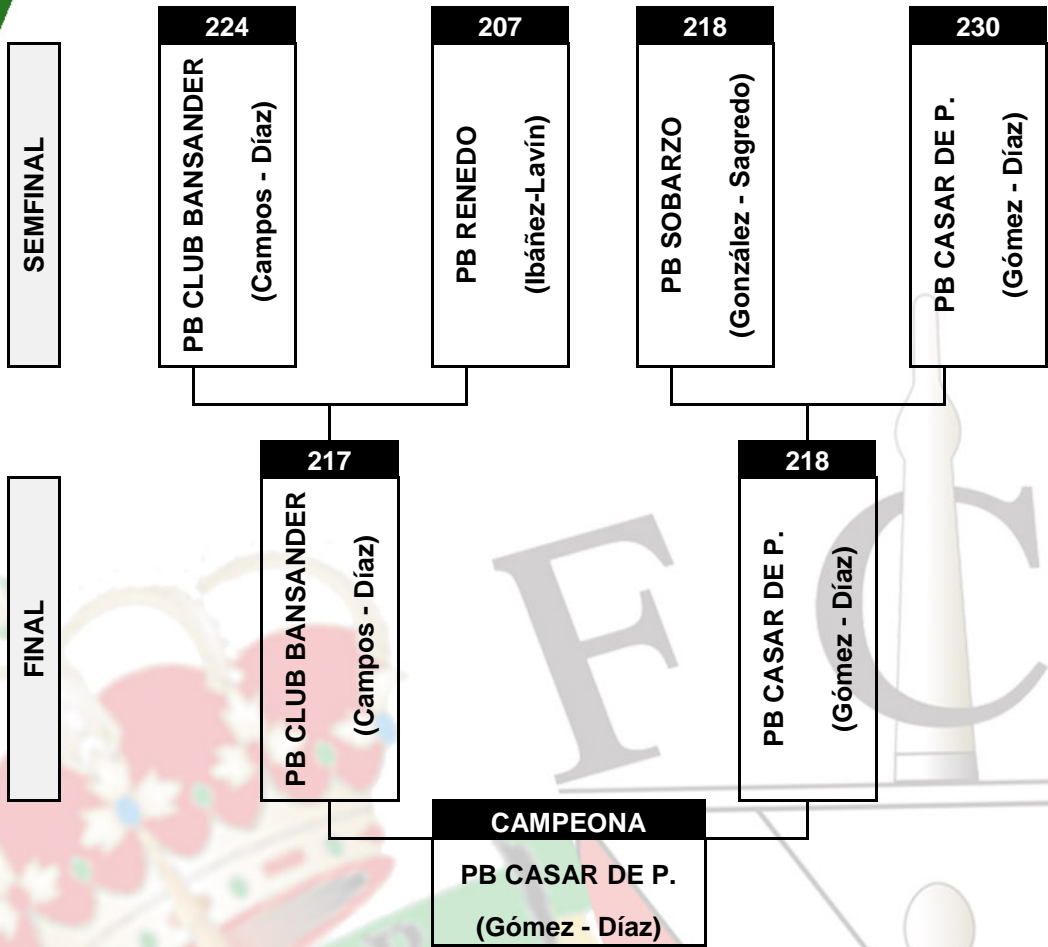 224
207
218
230
SEMFINAL
PB CLUB BANSANDER
(Campos - Díaz)
PB RENEDO
(Ibáñez-Lavín)
PB SOBARZO
(González - Sagredo)
PB CASAR DE P.
(Gómez - Díaz)
217
218
FINAL
PB CLUB BANSANDER
(Campos - Díaz)
PB CASAR DE P.
(Gómez - Díaz)
F C
CAMPEONA
PB CASAR DE P.
(Gómez - Díaz)